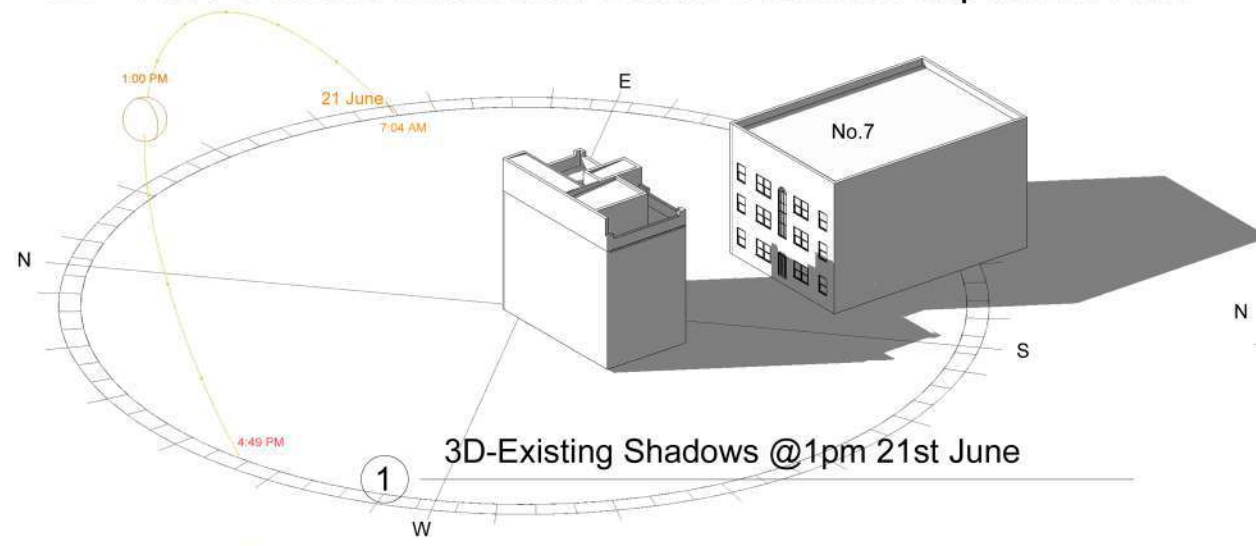 E
1:00 PM
21 June
7:04 AM
No.7
N
N
S
4:49 PM
3D-Existing Shadows @1pm 21st June
1
W